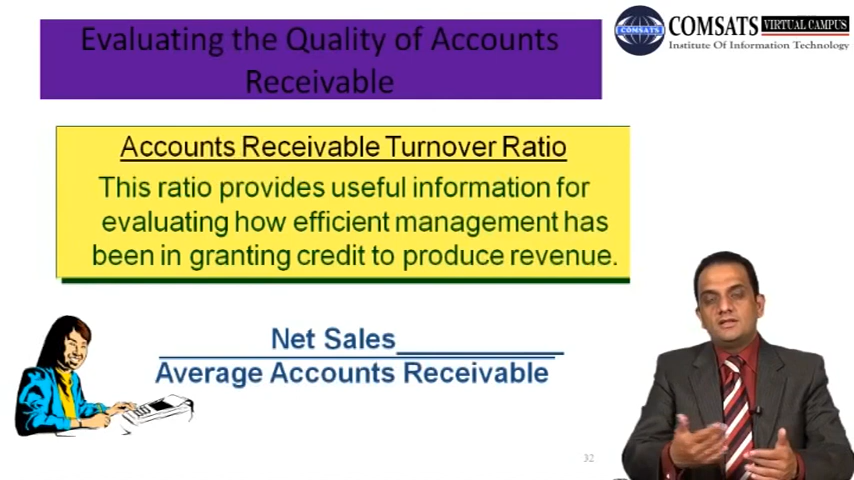 Evaluating the Quality of Accounts
Receivable
COMSATS
COMSATS
VIRTUAL CAMPUS
Institute Of Information Technology
Accounts Receivable Turnover Ratio
This ratio provides useful information for
evaluating how efficient management has
been in granting credit to produce revenue.
Net Sales
Average Accounts Receivable
32